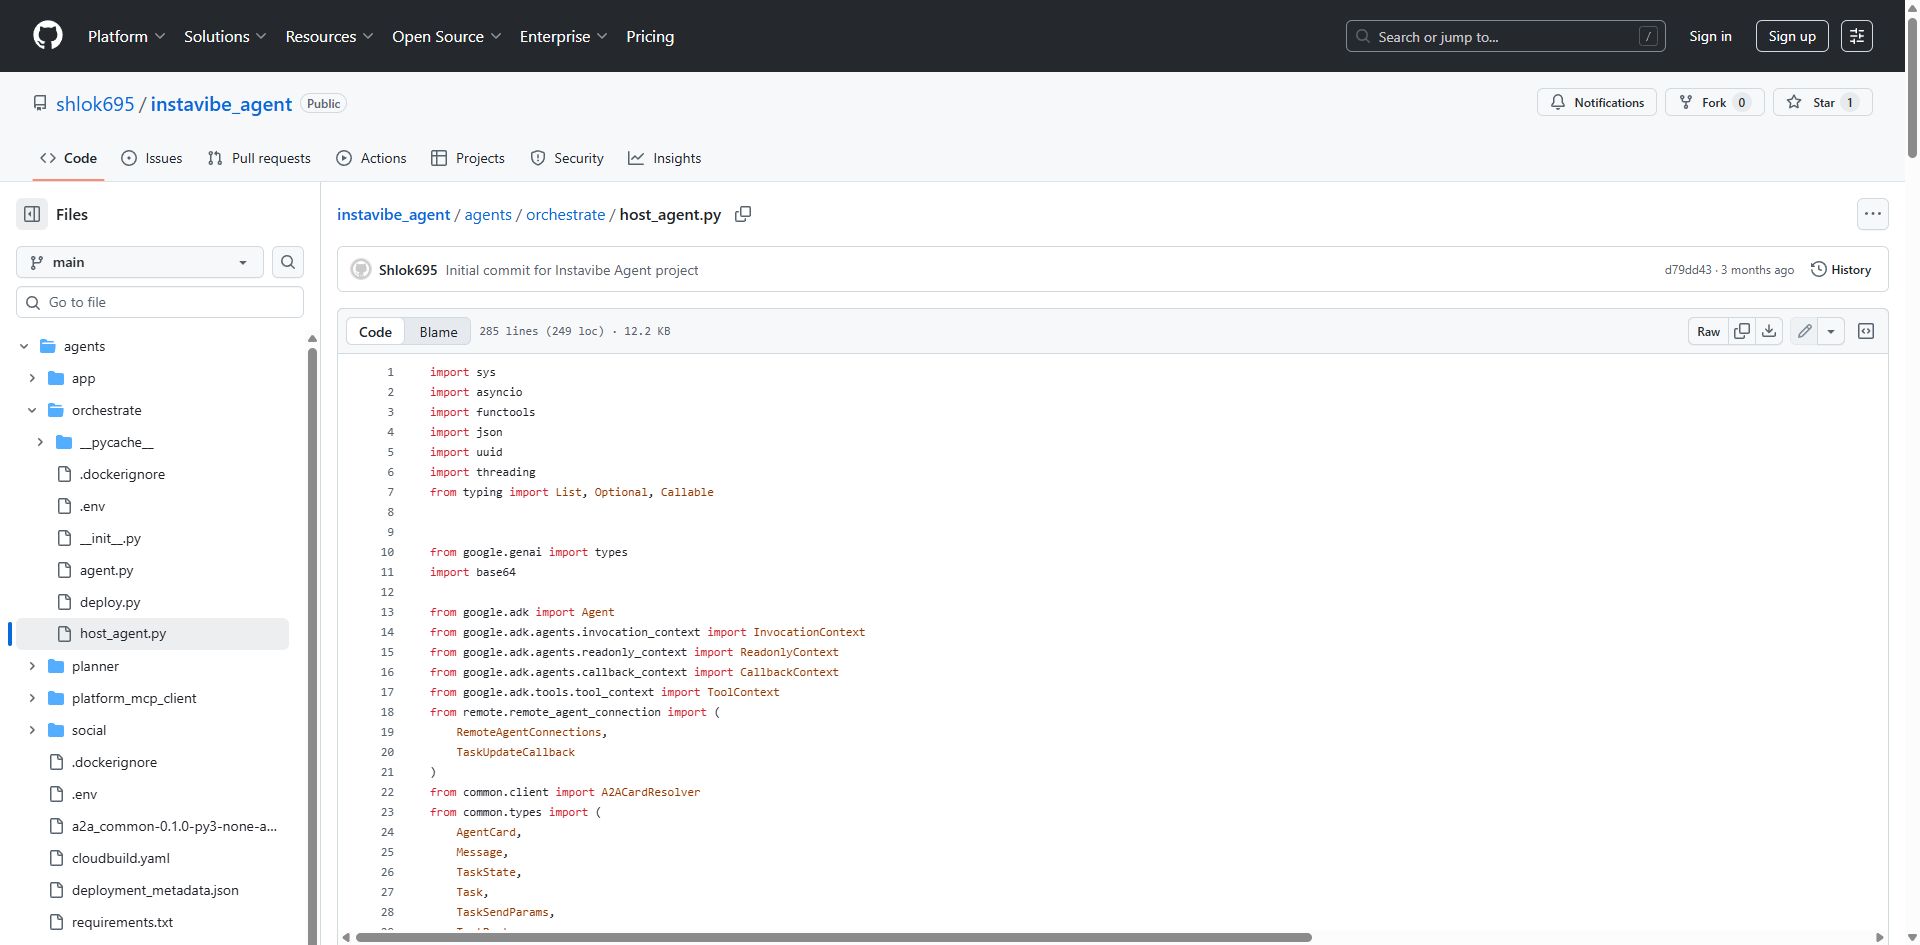 Platform Solutions Resources Open Source Enterprise Pricing Search or jump to... / Sign in Sign up
shlok695 / instavibe_agent Public Notifications Fork 0 Star 1
Code Issues Pull requests Actions Projects Security Insights
Files
main
Go to file
agents
app
orchestrate
__pycache__
.dockerignore
.env
__init__.py
agent.py
deploy.py
host_agent.py
planner
platform_mcp_client
social
.dockerignore
.env
a2a_common-0.1.0-py3-none-a...
cloudbuild.yaml
deployment_metadata.json
requirements.txt
instavibe_agent / agents / orchestrate / host_agent.py
Shlok695 Initial commit for Instavibe Agent project d79dd43 · 3 months ago History
Code Blame 285 lines (249 loc) · 12.2 KB Raw
1 import sys
2 import asyncio
3 import functools
4 import json
5 import uuid
6 import threading
7 from typing import List, Optional, Callable
8
9
10 from google.genai import types
11 import base64
12
13 from google.adk import Agent
14 from google.adk.agents.invocation_context import InvocationContext
15 from google.adk.agents.readonly_context import ReadonlyContext
16 from google.adk.agents.callback_context import CallbackContext
17 from google.adk.tools.tool_context import ToolContext
18 from remote.remote_agent_connection import (
19 RemoteAgentConnections,
20 TaskUpdateCallback
21 )
22 from common.client import A2ACardResolver
23 from common.types import (
24 AgentCard,
25 Message,
26 TaskState,
27 Task,
28 TaskSendParams,